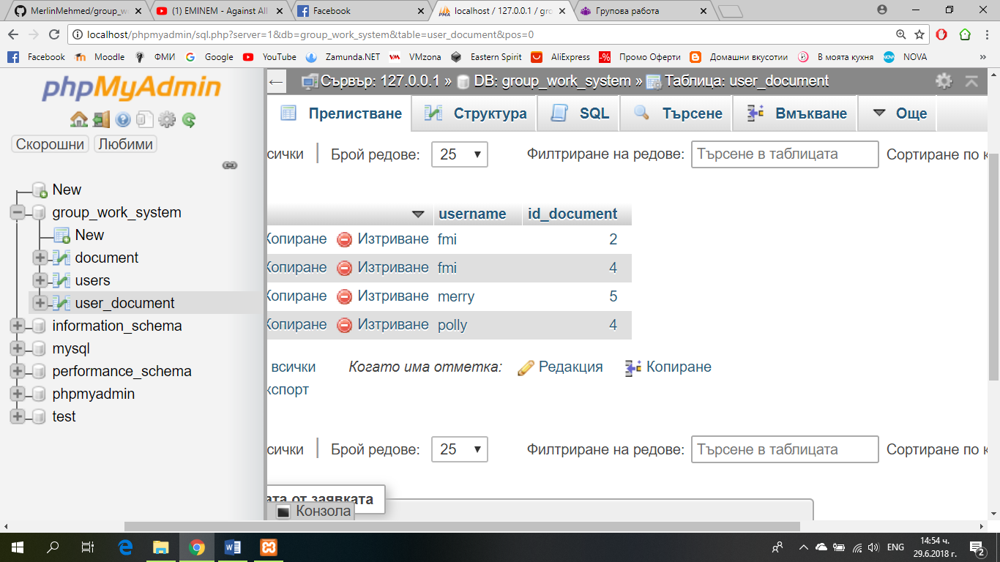 MerlinMehmed/group_w
(1) EMINEM - Against All
Facebook
localhost / 127.0.0.1 / gro
Групова работа
localhost/phpmyadmin/sql.php?server=1&db=group_work_system&table=user_document&pos=0
Facebook Moodle ФМИ Google YouTube Zamunda.NET VMzona Eastern Spirit AliExpress Промо Оферти Домашни вкусотии В моята кухня NOVA »
phpMyAdmin
Скорошни Любими
New
group_work_system
New
document
users
user_document
information_schema
mysql
performance_schema
phpmyadmin
test
Сървър: 127.0.0.1 » DB: group_work_system » Таблица: user_document
Прелистване Структура SQL Търсене Вмъкване Още
сички Брой редове: 25 Филтриране на редове: Търсене в таблицата Сортиране по к
username id_document
Копиране Изтриване fmi 2
Копиране Изтриване fmi 4
Копиране Изтриване merry 5
Копиране Изтриване polly 4
всички Когато има отметка: Редакция Копиране
кспорт
сички Брой редове: 25 Филтриране на редове: Търсене в таблицата Сортиране по к
ата от заявката
Конзола
ENG
14:54 ч.
29.6.2018 г.
2